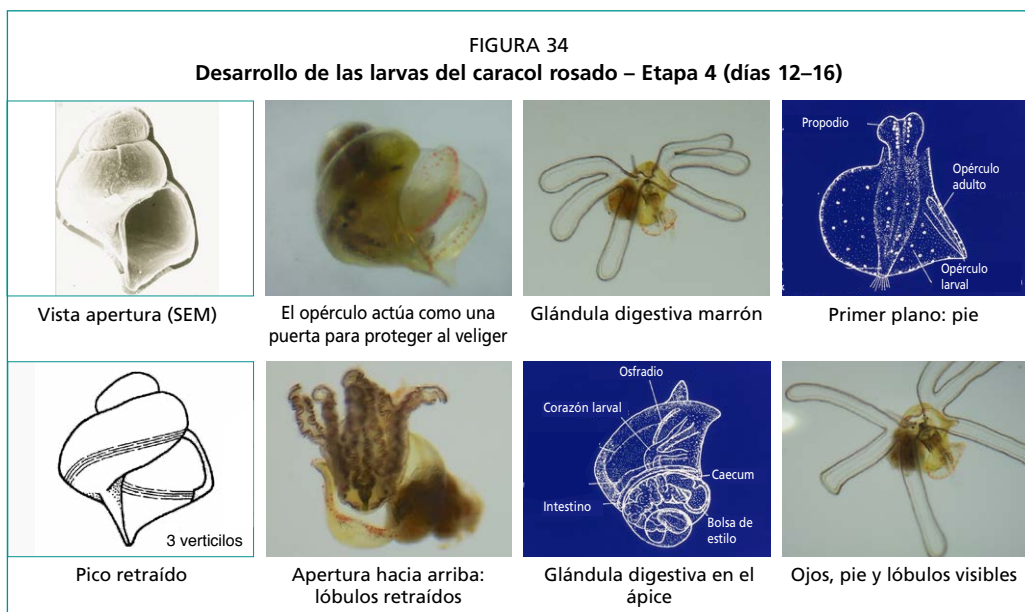 FIGURA 34
Desarrollo de las larvas del caracol rosado – Etapa 4 (días 12–16)
Vista apertura (SEM)
El opérculo actúa como una
puerta para proteger al veliger
Glándula digestiva marrón
Propodio
Opérculo
adulto
Opérculo
larval
Primer plano: pie
3 verticilos
Pico retraído
Apertura hacia arriba:
lóbulos retraídos
Osfradio
Corazón larval
Caecum
Intestino
Bolsa de
estilo
Glándula digestiva en el
ápice
Ojos, pie y lóbulos visibles